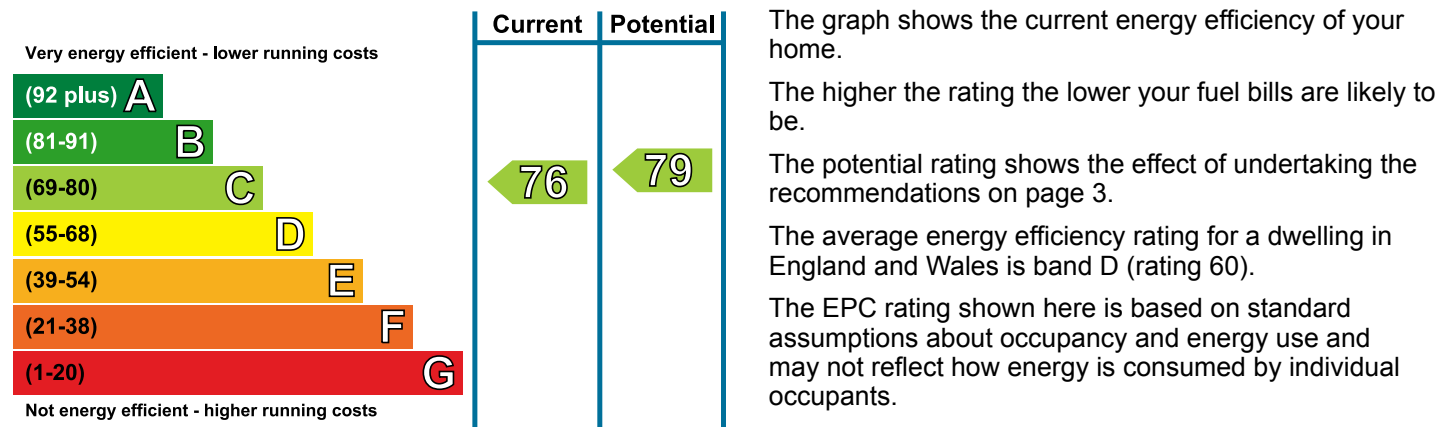 Current Potential
Very energy efficient - lower running costs
(92 plus) A
(81-91) B
(69-80) C
(55-68) D
(39-54) E
(21-38) F
(1-20) G
Not energy efficient - higher running costs
76
79
The graph shows the current energy efficiency of your
home.
The higher the rating the lower your fuel bills are likely to
be.
The potential rating shows the effect of undertaking the
recommendations on page 3.
The average energy efficiency rating for a dwelling in
England and Wales is band D (rating 60).
The EPC rating shown here is based on standard
assumptions about occupancy and energy use and
may not reflect how energy is consumed by individual
occupants.